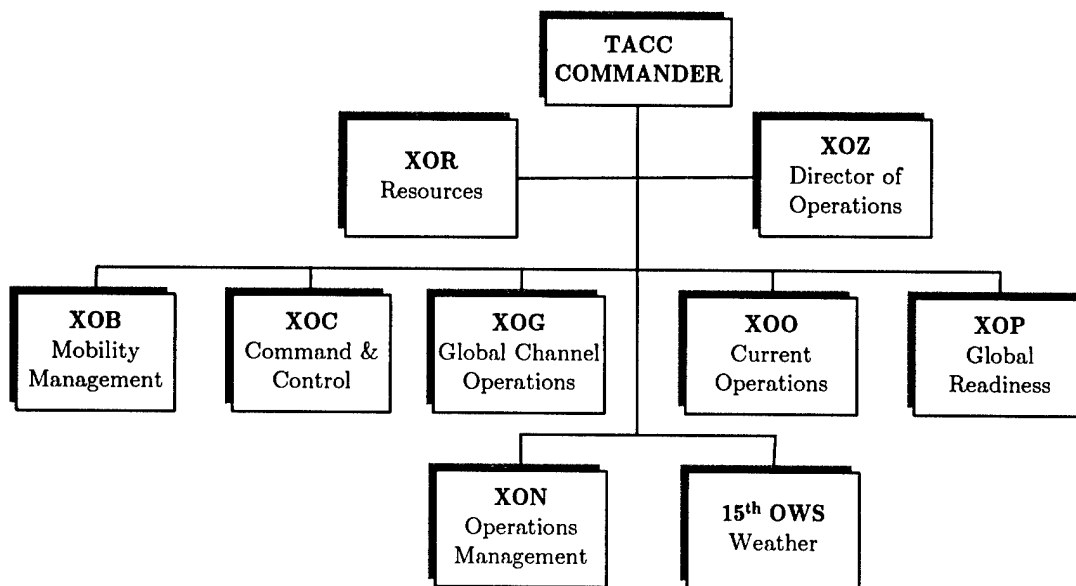 TACC
COMMANDER
XOR
Resources
XOZ
Director of
Operations
XOB
Mobility
Management
XOC
Command &
Control
XOG
Global Channel
Operations
XOO
Current
Operations
XOP
Global
Readiness
XON
Operations
Management
15th OWS
Weather